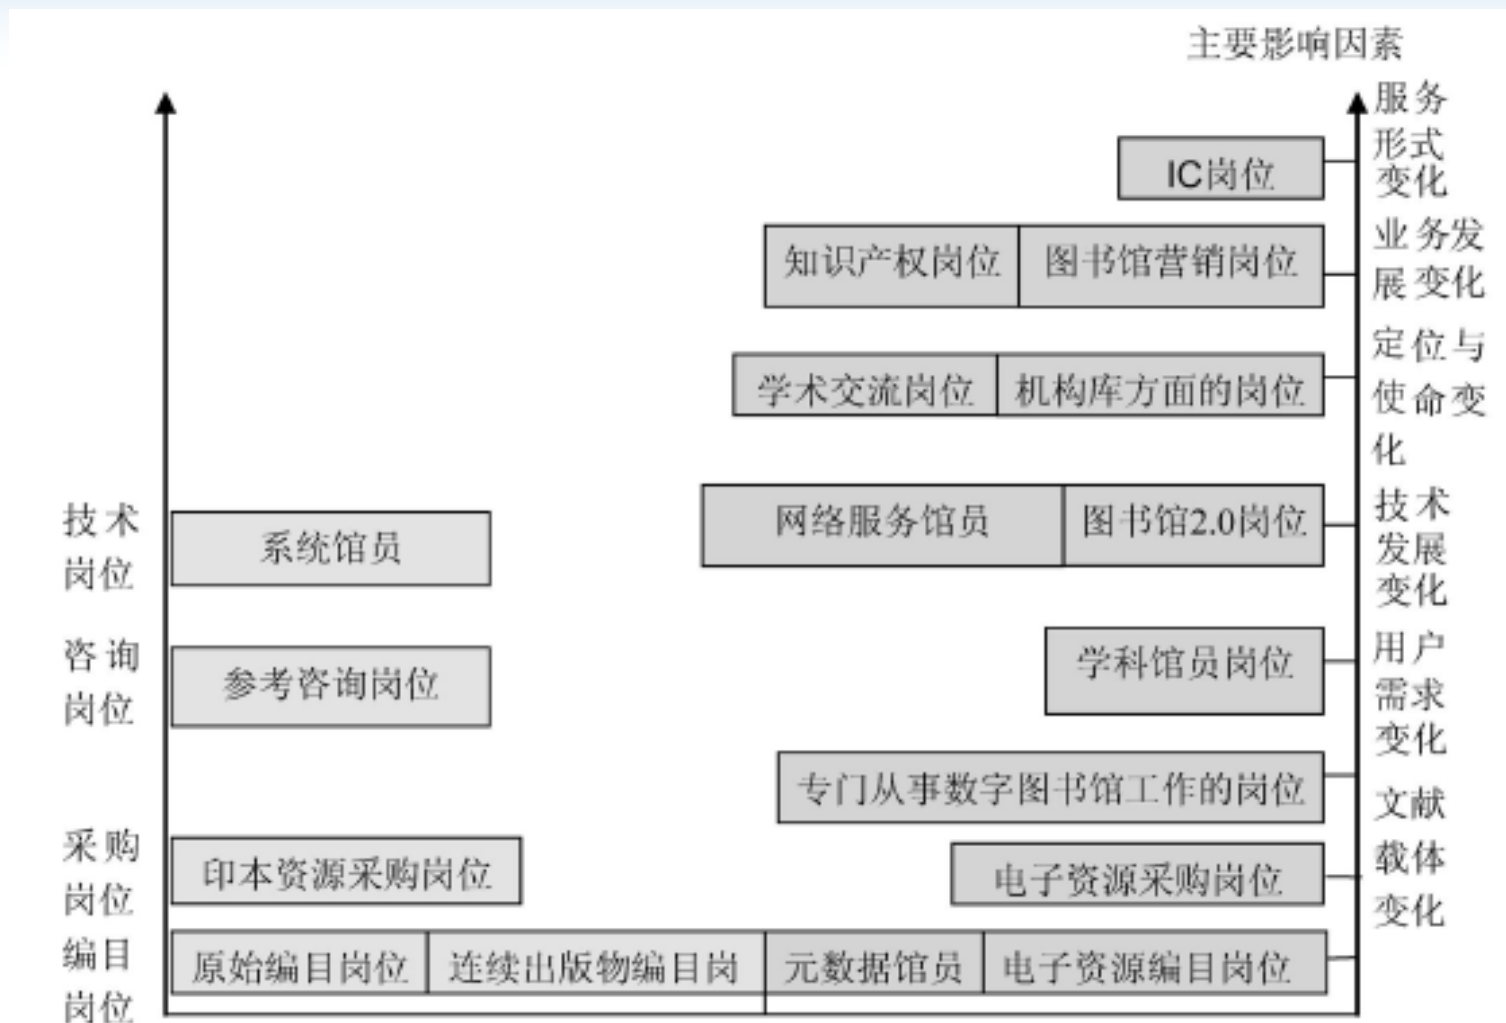 主要影响因素
服务
形式
变化
IC岗位
业务发
展变化
知识产权岗位
图书馆营销岗位
定位与
使命变
化
学术交流岗位
机构库方面的岗位
技术
岗位
系统馆员
网络服务馆员
图书馆2.0岗位
技术
发展
变化
咨询
岗位
参考咨询岗位
学科馆员岗位
用户
需求
变化
专门从事数字图书馆工作的岗位
文献
载体
变化
采购
岗位
印本资源采购岗位
电子资源采购岗位
编目
岗位
原始编目岗位
连续出版物编目岗
元数据馆员
电子资源编目岗位